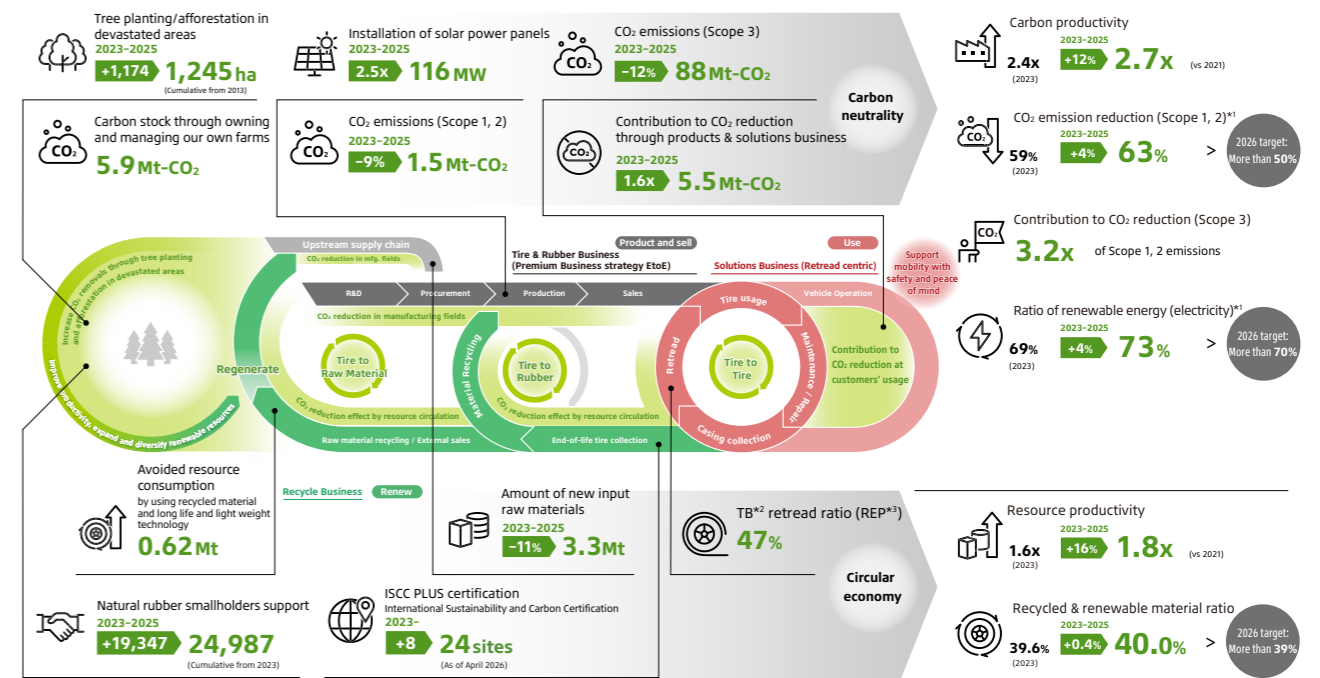 Tree planting/afforestation in
devastated areas
2023–2025
+1,174
1,245 ha
(Cumulative from 2013)
Installation of solar power panels
2023–2025
2.5x
116 MW
CO₂
CO₂ emissions (Scope 3)
2023–2025
−12%
88 Mt-CO₂
Carbon
neutrality
Carbon productivity
2.4x
(2023)
2023–2025
+12%
2.7x
(vs 2021)
CO₂
Carbon stock through owning
and managing our own farms
5.9 Mt-CO₂
CO₂
CO₂ emissions (Scope 1, 2)
2023–2025
−9%
1.5 Mt-CO₂
CO₂
Contribution to CO₂ reduction
through products & solutions business
2023–2025
1.6x
5.5 Mt-CO₂
CO₂
CO₂ emission reduction (Scope 1, 2)*¹
59%
(2023)
2023–2025
+4%
63%
>
2026 target:
More than 50%
CO₂
Contribution to CO₂ reduction (Scope 3)
3.2x
of Scope 1, 2 emissions
Ratio of renewable energy (electricity)*¹
69%
(2023)
2023–2025
+4%
73%
>
2026 target:
More than 70%
Increase CO₂ removals through tree planting
and afforestation in devastated areas
Improve productivity, expand and diversify renewable resources
Upstream supply chain
CO₂ reduction in mfg. fields
Product and sell
Tire & Rubber Business
(Premium Business strategy EtoE)
Use
Solutions Business (Retread centric)
Support
mobility with
safety and peace
of mind
R&D
Procurement
Production
Sales
CO₂ reduction in manufacturing fields
Tire usage
Vehicle Operation
Regenerate
Tire to
Raw Material
Material Recycling
Tire to
Rubber
Retread
Tire to
Tire
Maintenance / Repair
Contribution to
CO₂ reduction at
customers' usage
CO₂ reduction effect by resource circulation
CO₂ reduction effect by resource circulation
Casing collection
Raw material recycling / External sales
End-of-life tire collection
Recycle Business
Renew
Avoided resource
consumption
by using recycled material
and long life and light weight
technology
0.62 Mt
Amount of new input
raw materials
2023–2025
−11%
3.3 Mt
TB*² retread ratio (REP*³)
47%
Circular
economy
Resource productivity
1.6x
(2023)
2023–2025
+16%
1.8x
(vs 2021)
Natural rubber smallholders support
2023–2025
+19,347
24,987
(Cumulative from 2023)
ISCC PLUS certification
International Sustainability and Carbon Certification
2023–
+8
24 sites
(As of April 2026)
Recycled & renewable material ratio
39.6%
(2023)
2023–2025
+0.4%
40.0%
>
2026 target:
More than 39%